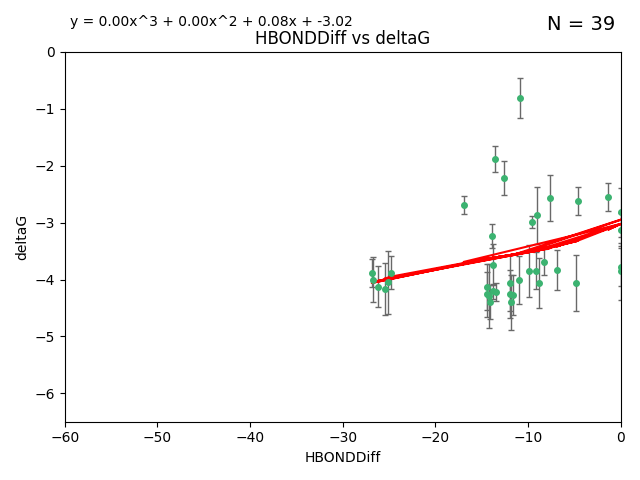 y = 0.00x^3 + 0.00x^2 + 0.08x + -3.02
N = 39
HBONDDiff vs deltaG
deltaG
0
−1
−2
−3
−4
−5
−6
−60 −50 −40 −30 −20 −10 0
HBONDDiff